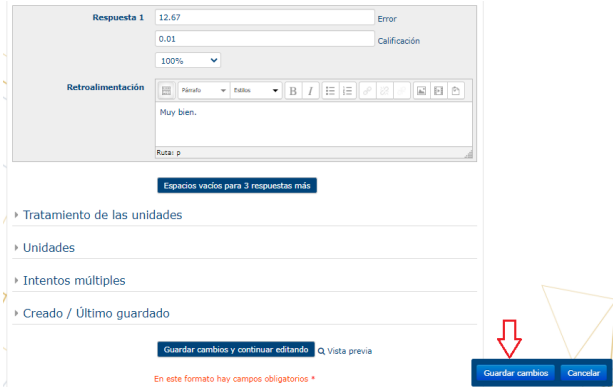 Respuesta 1 12.67 Error
0.01 Calificación
100%
Retroalimentación Párrafo Estilos B I
Muy bien.
Ruta: p
Espacios vacíos para 3 respuestas más
Tratamiento de las unidades
Unidades
Intentos múltiples
Creado / Último guardado
Guardar cambios y continuar editando Vista previa
Guardar cambios Cancelar
En este formato hay campos obligatorios *